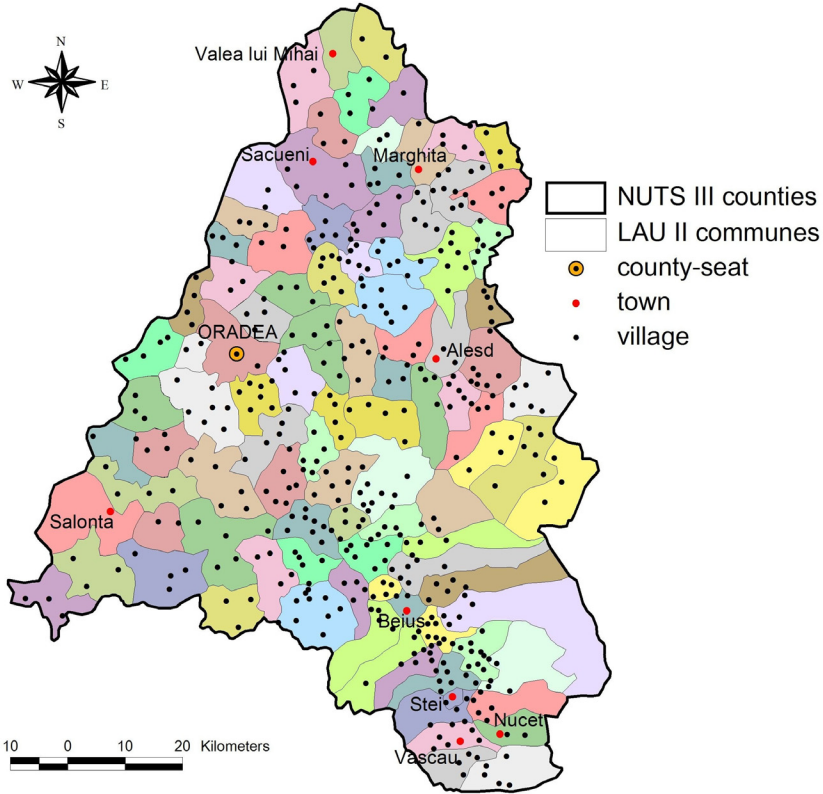 N
W E
S
Valea lui Mihai
Sacueni
Marghita
NUTS III counties
LAU II communes
county-seat
town
village
ORADEA
Alesd
Salonta
Beius
Stei
Nucet
Vascau
10 0 10 20 Kilometers